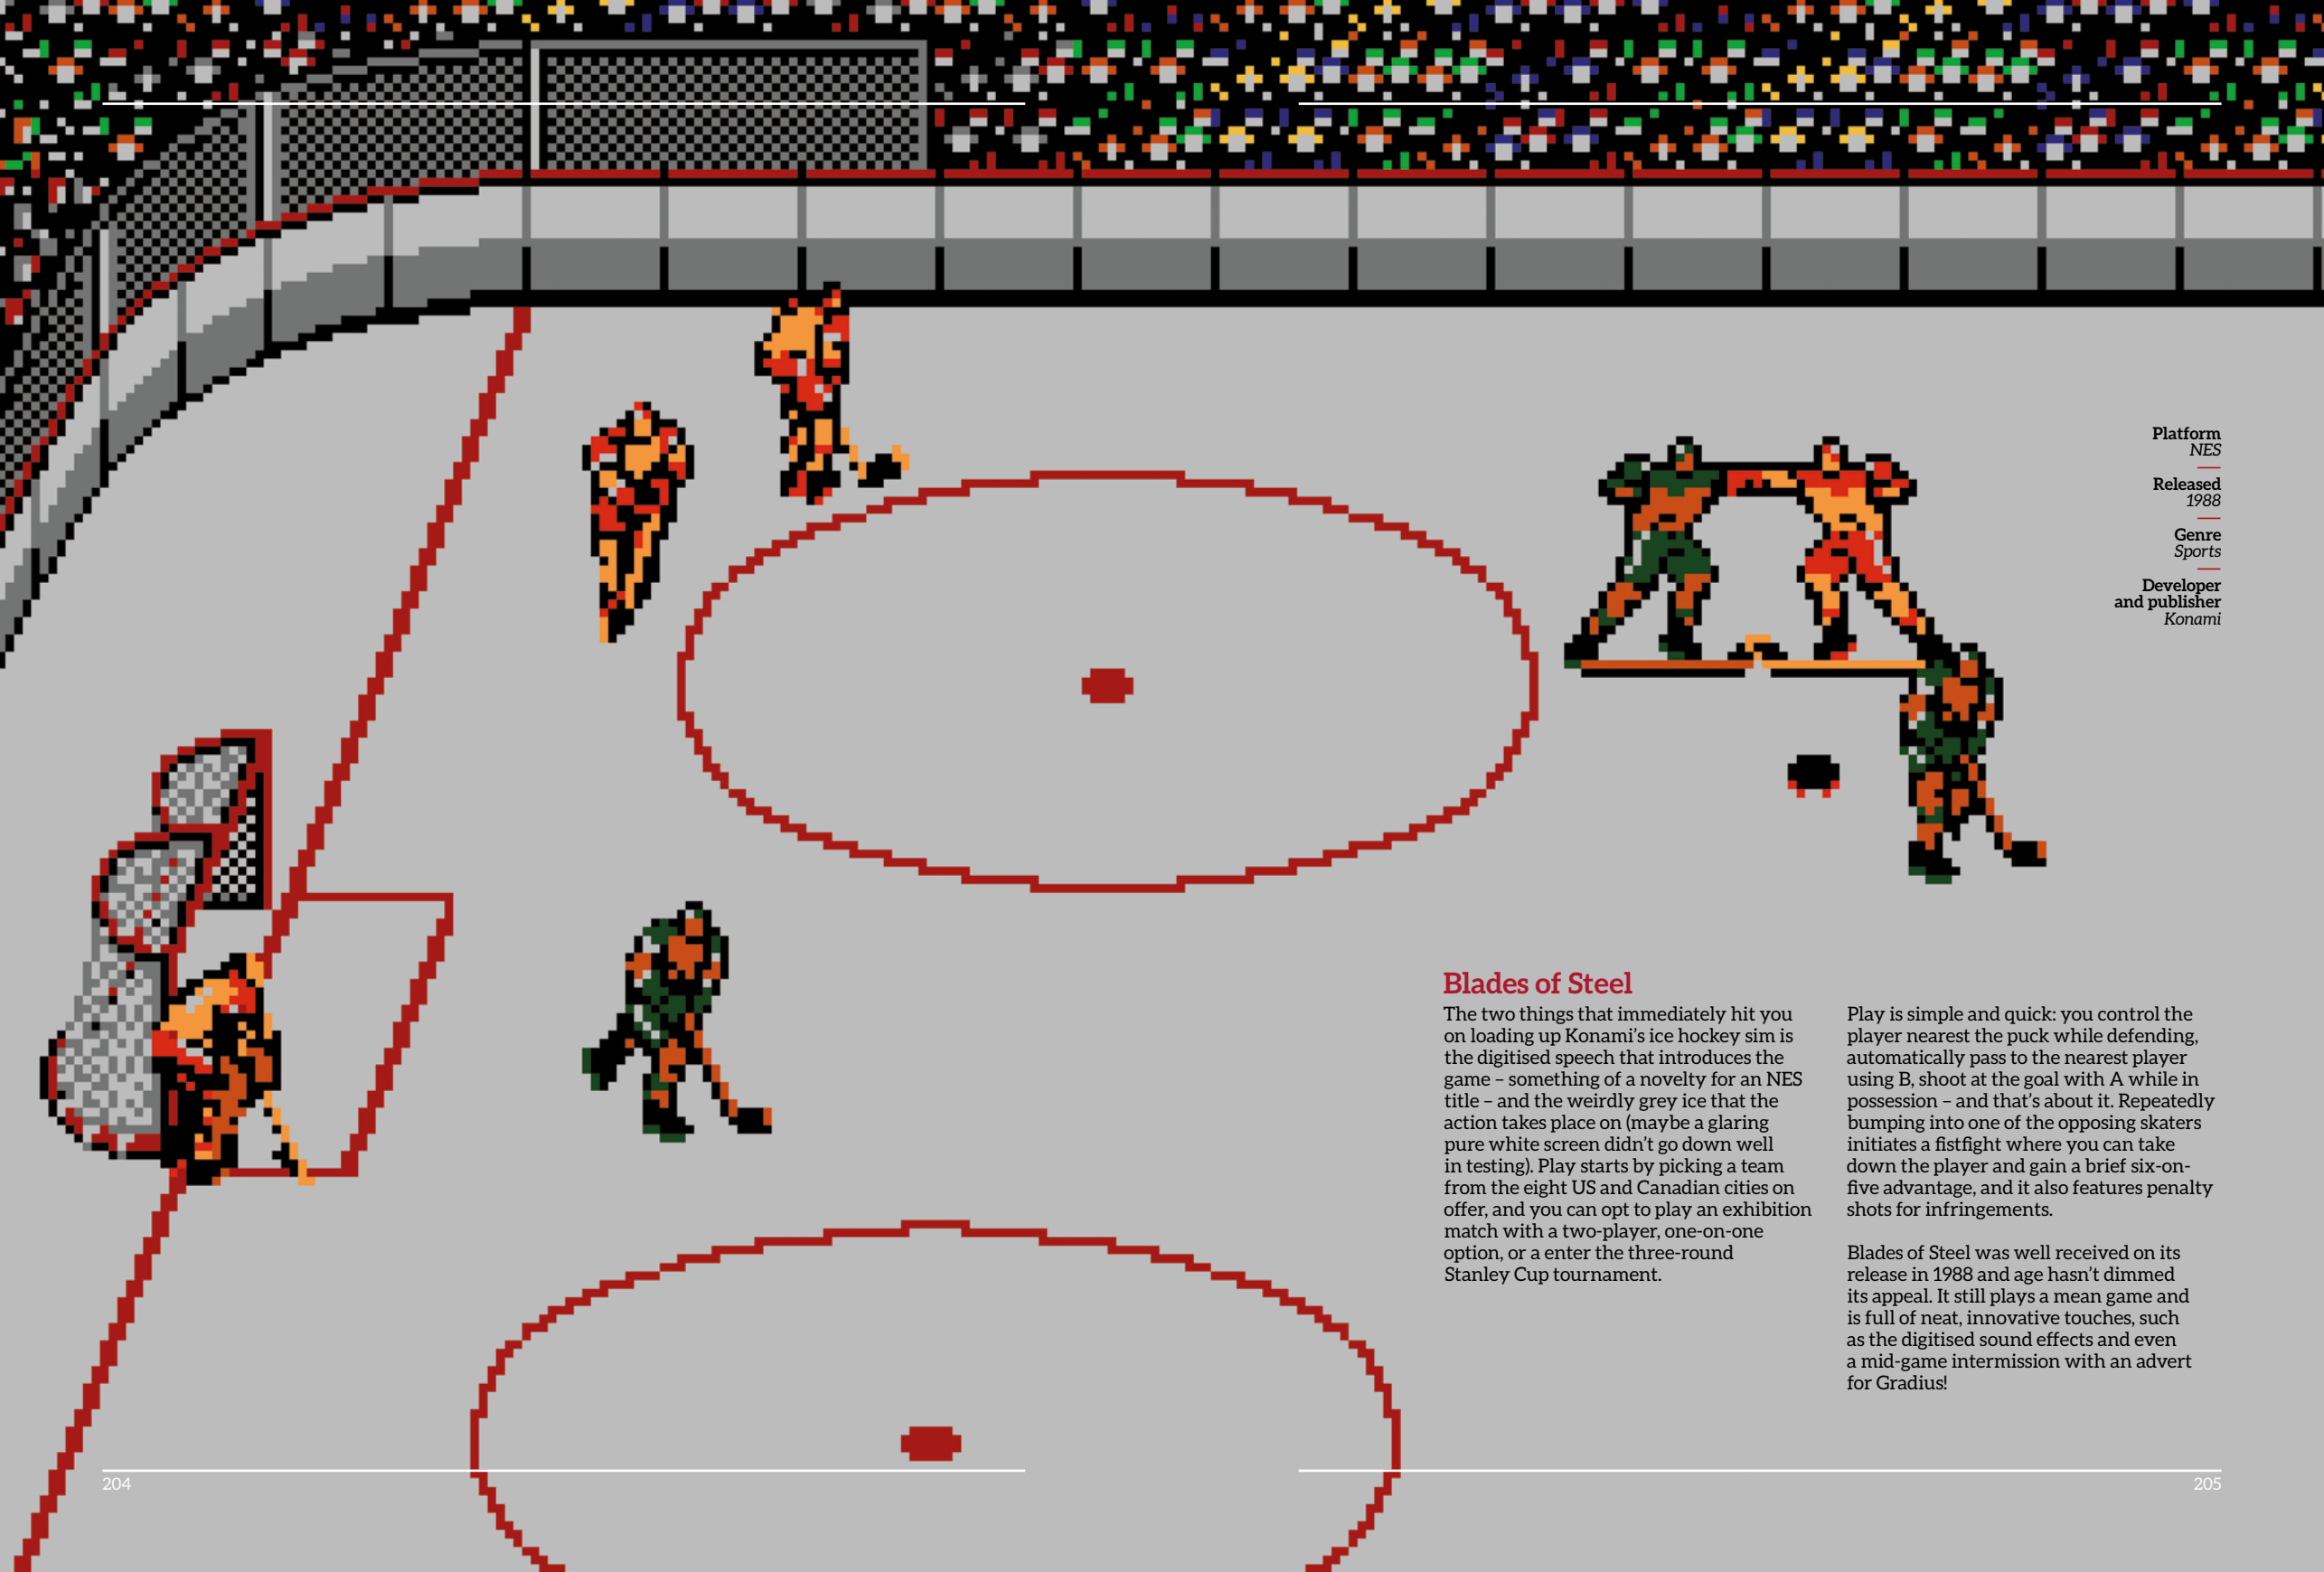 Platform
NES
Released
1988
Genre
Sports
Developer
and publisher
Konami
Blades of Steel
The two things that immediately hit you
on loading up Konami's ice hockey sim is
the digitised speech that introduces the
game – something of a novelty for an NES
title – and the weirdly grey ice that the
action takes place on (maybe a glaring
pure white screen didn't go down well
in testing). Play starts by picking a team
from the eight US and Canadian cities on
offer, and you can opt to play an exhibition
match with a two-player, one-on-one
option, or a enter the three-round
Stanley Cup tournament.
Play is simple and quick: you control the
player nearest the puck while defending,
automatically pass to the nearest player
using B, shoot at the goal with A while in
possession – and that's about it. Repeatedly
bumping into one of the opposing skaters
initiates a fistfight where you can take
down the player and gain a brief six-on-
five advantage, and it also features penalty
shots for infringements.
Blades of Steel was well received on its
release in 1988 and age hasn't dimmed
its appeal. It still plays a mean game and
is full of neat, innovative touches, such
as the digitised sound effects and even
a mid-game intermission with an advert
for Gradius!
204
205